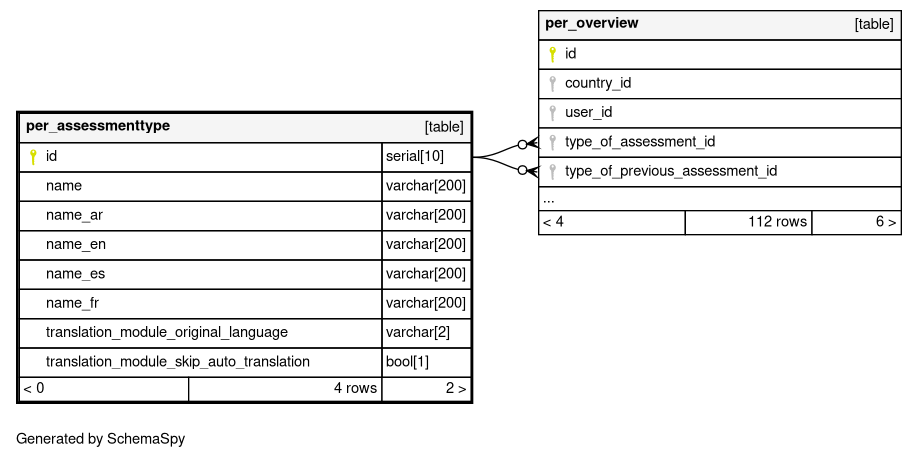 per_overview [table]
id
country_id
user_id
type_of_assessment_id
type_of_previous_assessment_id
...
< 4 112 rows 6 >
per_assessmenttype [table]
id serial[10]
name varchar[200]
name_ar varchar[200]
name_en varchar[200]
name_es varchar[200]
name_fr varchar[200]
translation_module_original_language varchar[2]
translation_module_skip_auto_translation bool[1]
< 0 4 rows 2 >
Generated by SchemaSpy